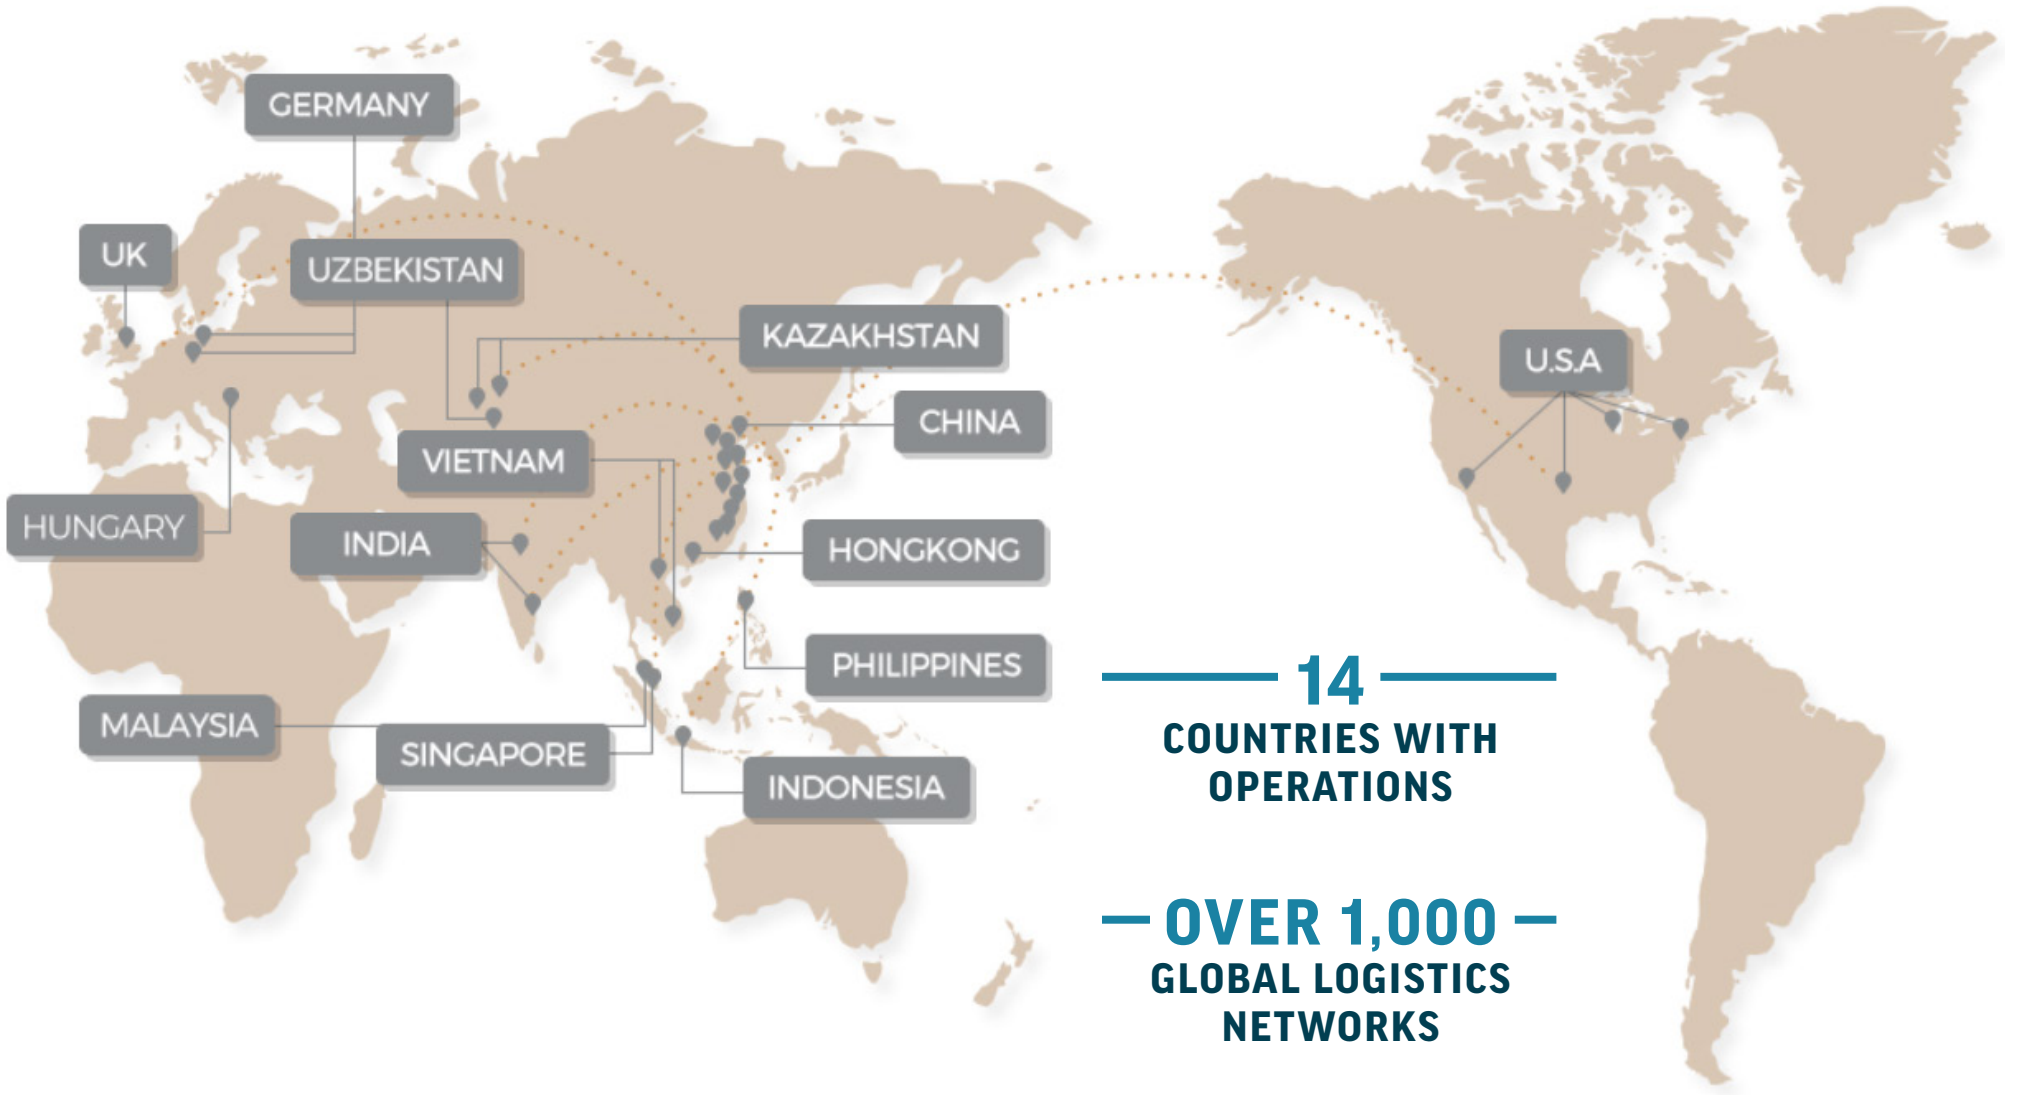 GERMANY
UK
UZBEKISTAN
KAZAKHSTAN
U.S.A
CHINA
VIETNAM
HUNGARY
INDIA
HONGKONG
PHILIPPINES
MALAYSIA
SINGAPORE
INDONESIA
14
COUNTRIES WITH
OPERATIONS
OVER 1,000
GLOBAL LOGISTICS
NETWORKS